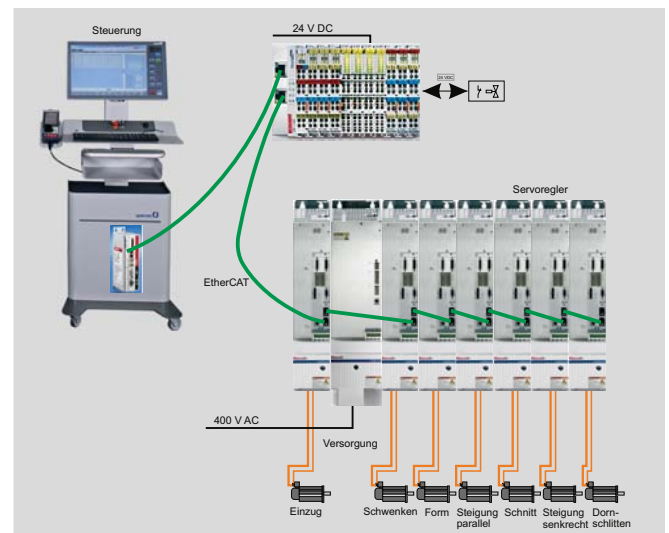 Steuerung
24 V DC
24 VDC
Servoregler
EtherCAT
400 V AC
Versorgung
Einzug
Schwenken
Form
Steigung
parallel
Schnitt
Steigung
senkrecht
Dorn-
schlitten